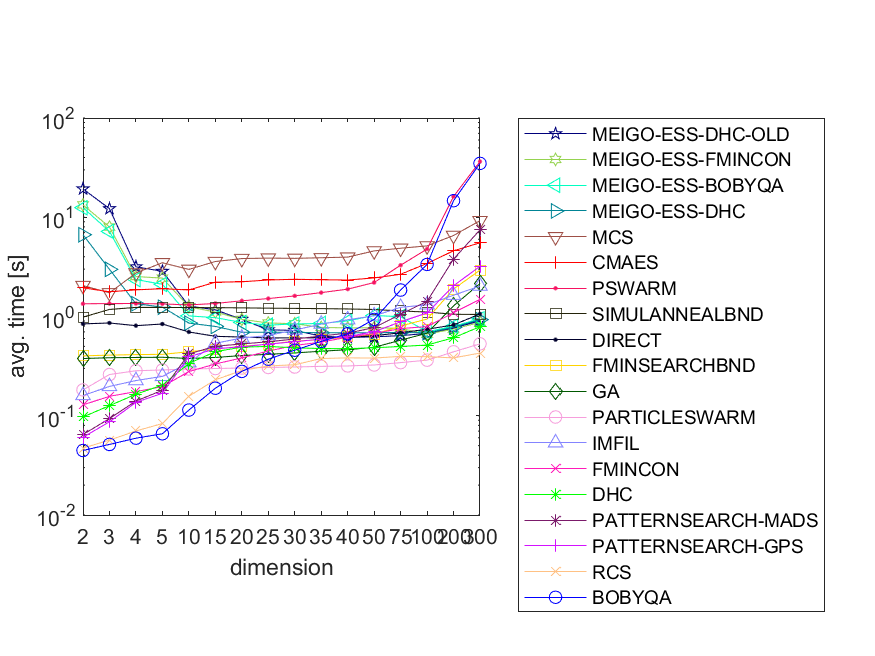 10^2
10^1
10^0
10^-1
10^-2
avg. time [s]
2 3 4 5 10 15 20 25 30 35 40 50 75 100 200 300
dimension
MEIGO-ESS-DHC-OLD
MEIGO-ESS-FMINCON
MEIGO-ESS-BOBYQA
MEIGO-ESS-DHC
MCS
CMAES
PSWARM
SIMULANNEALBND
DIRECT
FMINSEARCHBND
GA
PARTICLESWARM
IMFIL
FMINCON
DHC
PATTERNSEARCH-MADS
PATTERNSEARCH-GPS
RCS
BOBYQA